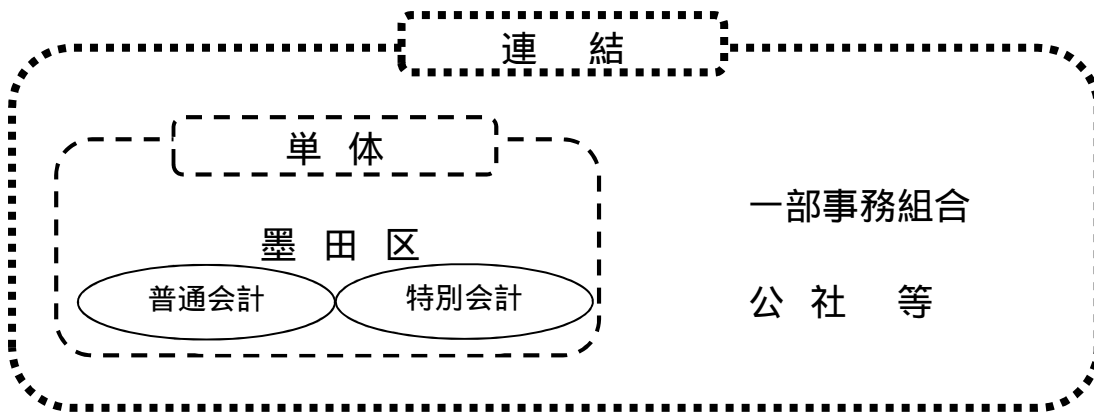 連 結
単 体
墨 田 区
普通会計 特別会計
一部事務組合
公 社 等